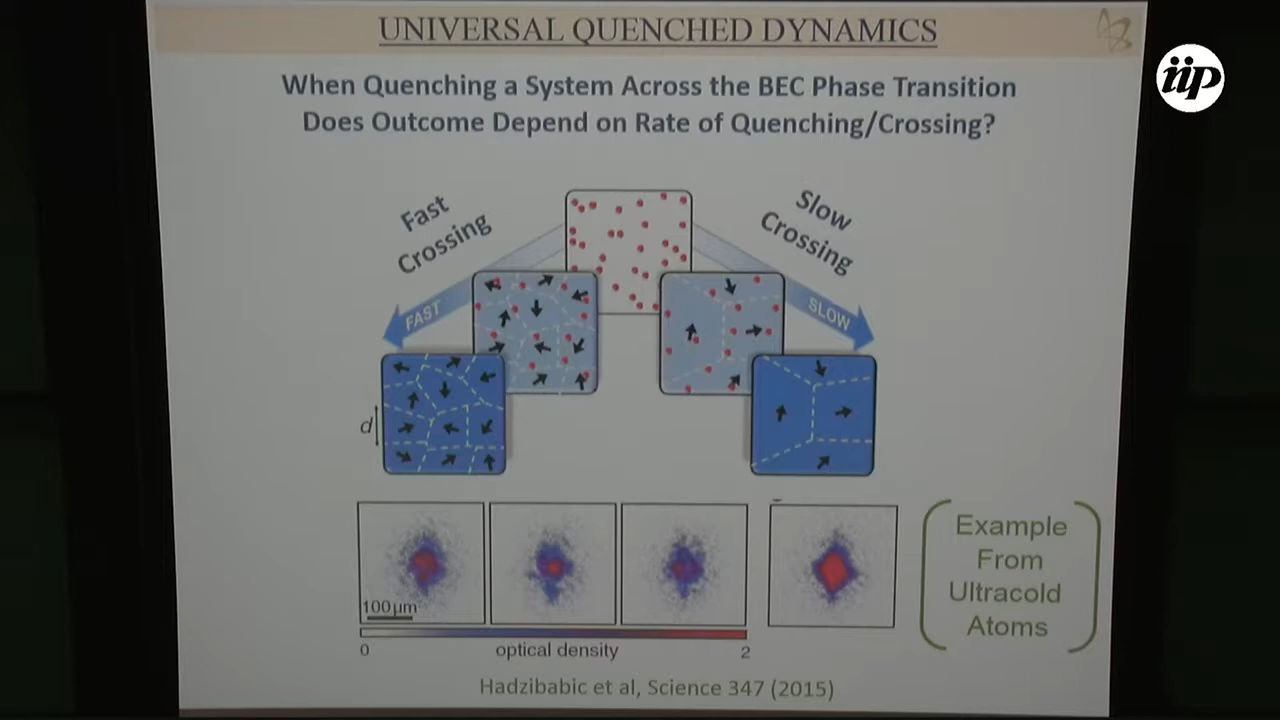 UNIVERSAL QUENCHED DYNAMICS
iip
When Quenching a System Across the BEC Phase Transition
Does Outcome Depend on Rate of Quenching/Crossing?
Fast
Crossing
Slow
Crossing
FAST
SLOW
d
100 µm
0
optical density
2
Example
From
Ultracold
Atoms
Hadzibabic et al, Science 347 (2015)